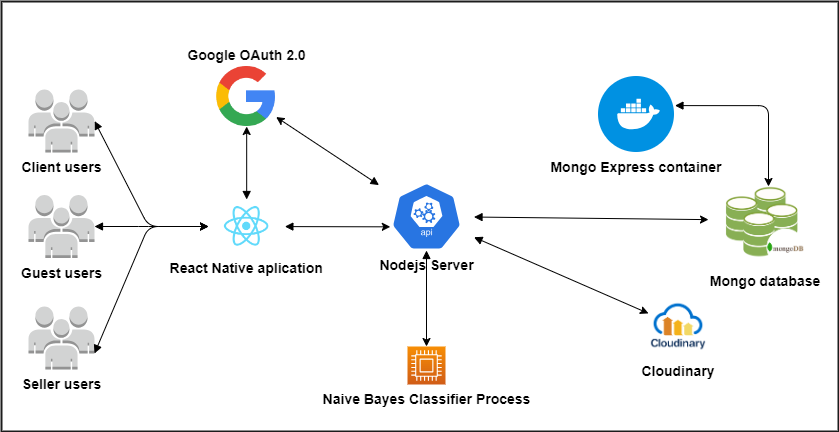 Google OAuth 2.0
Client users
Mongo Express container
Guest users
React Native aplication
api
Nodejs Server
mongoDB
Mongo database
Seller users
Cloudinary
Cloudinary
Naive Bayes Classifier Process